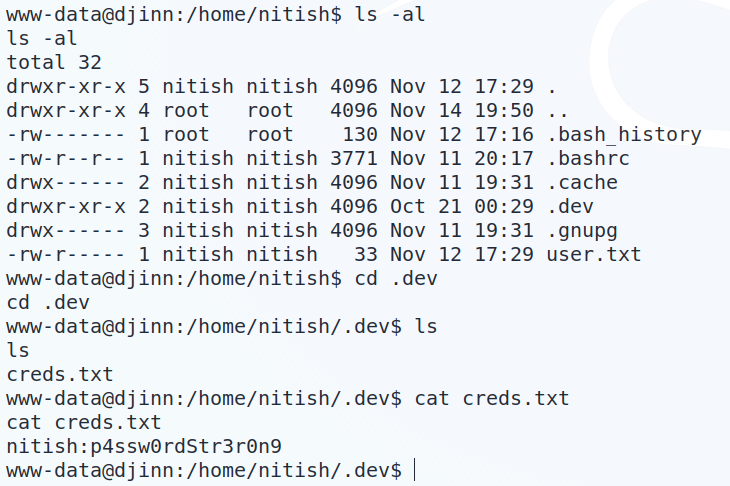 www-data@djinn:/home/nitish$ ls -al
ls -al
total 32
drwxr-xr-x 5 nitish nitish 4096 Nov 12 17:29 .
drwxr-xr-x 4 root   root   4096 Nov 14 19:50 ..
-rw------- 1 root   root    130 Nov 12 17:16 .bash_history
-rw-r--r-- 1 nitish nitish 3771 Nov 11 20:17 .bashrc
drwx------ 2 nitish nitish 4096 Nov 11 19:31 .cache
drwxr-xr-x 2 nitish nitish 4096 Oct 21 00:29 .dev
drwx------ 3 nitish nitish 4096 Nov 11 19:31 .gnupg
-rw-r----- 1 nitish nitish   33 Nov 12 17:29 user.txt
www-data@djinn:/home/nitish$ cd .dev
cd .dev
www-data@djinn:/home/nitish/.dev$ ls
ls
creds.txt
www-data@djinn:/home/nitish/.dev$ cat creds.txt
cat creds.txt
nitish:p4ssw0rdStr3r0n9
www-data@djinn:/home/nitish/.dev$